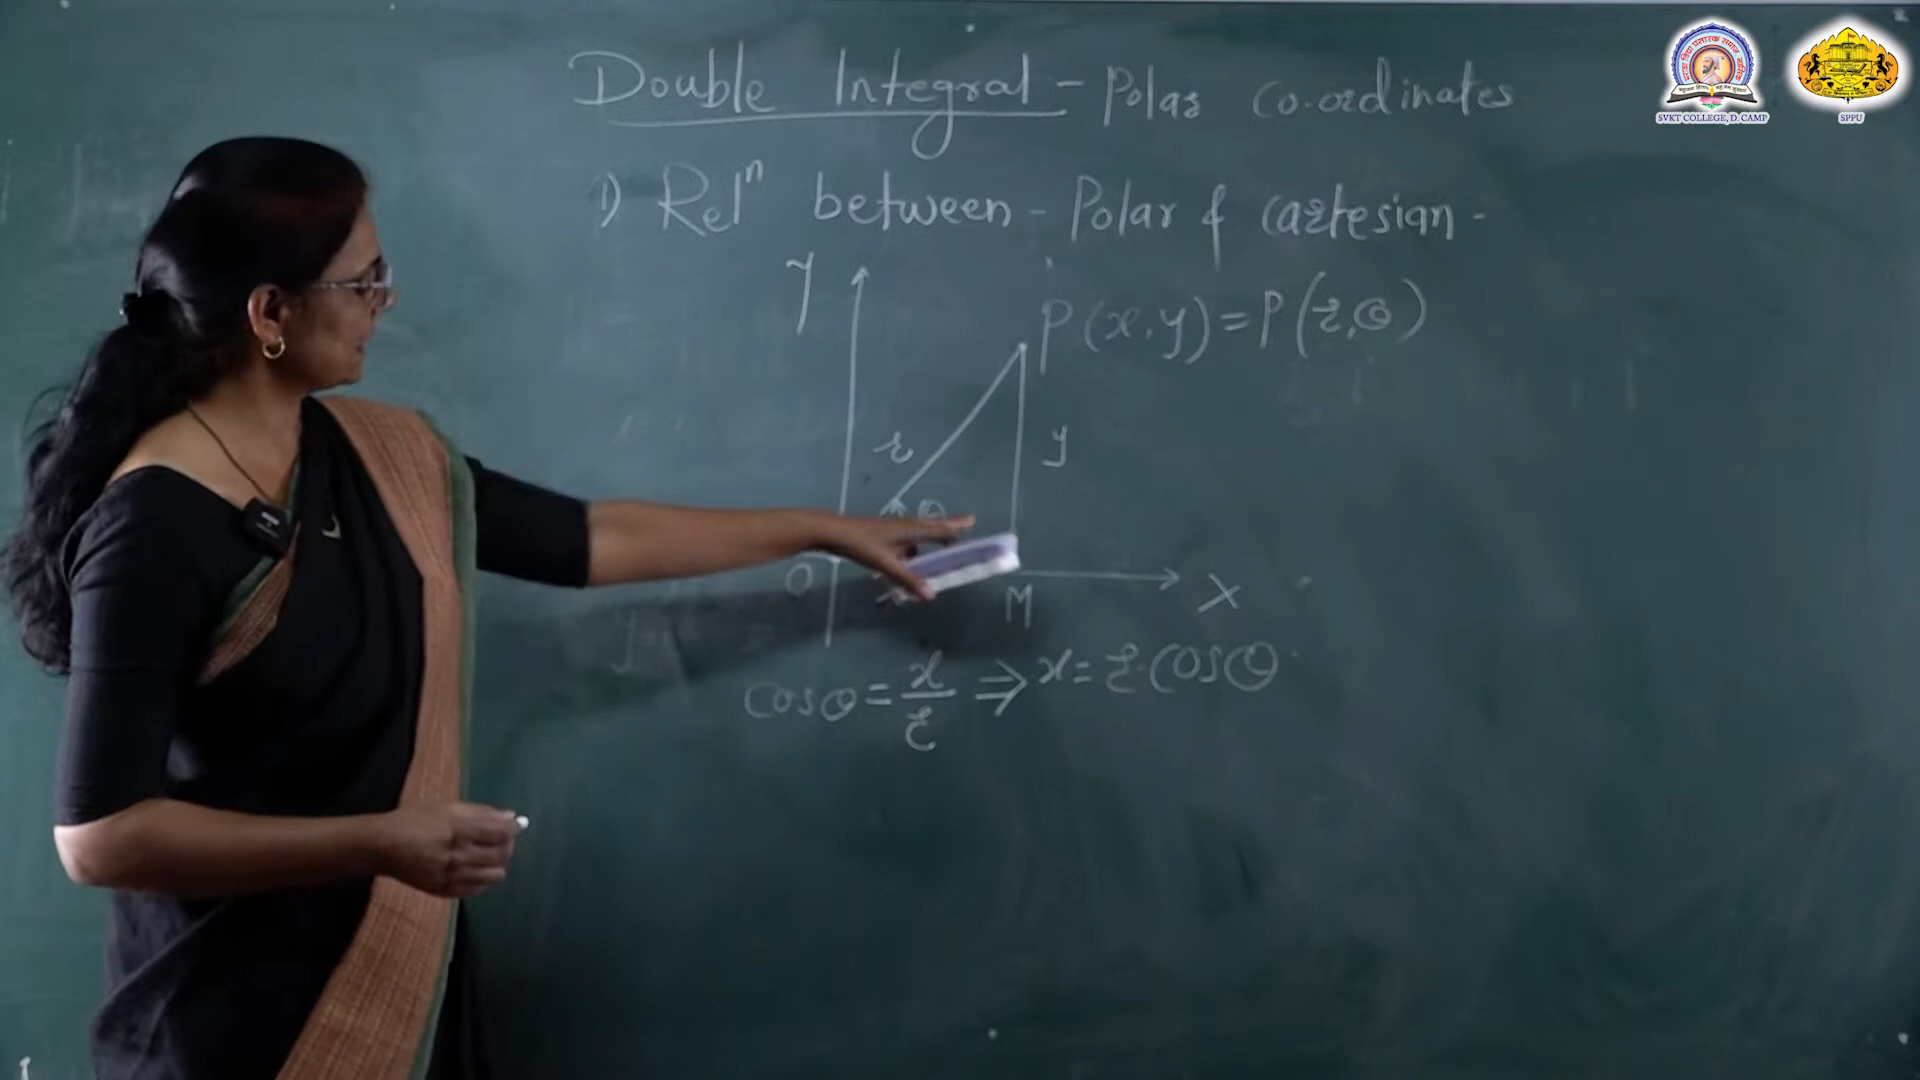 Double Integral - Polar Co-ordinates
1) Relⁿ between - Polar & Cartesian -
y
P(x,y)=P(r,θ)
r
y
θ
O
M
X
cosθ = x/r ⇒ x = r cosθ
SVKT COLLEGE, D. CAMP
SPPU